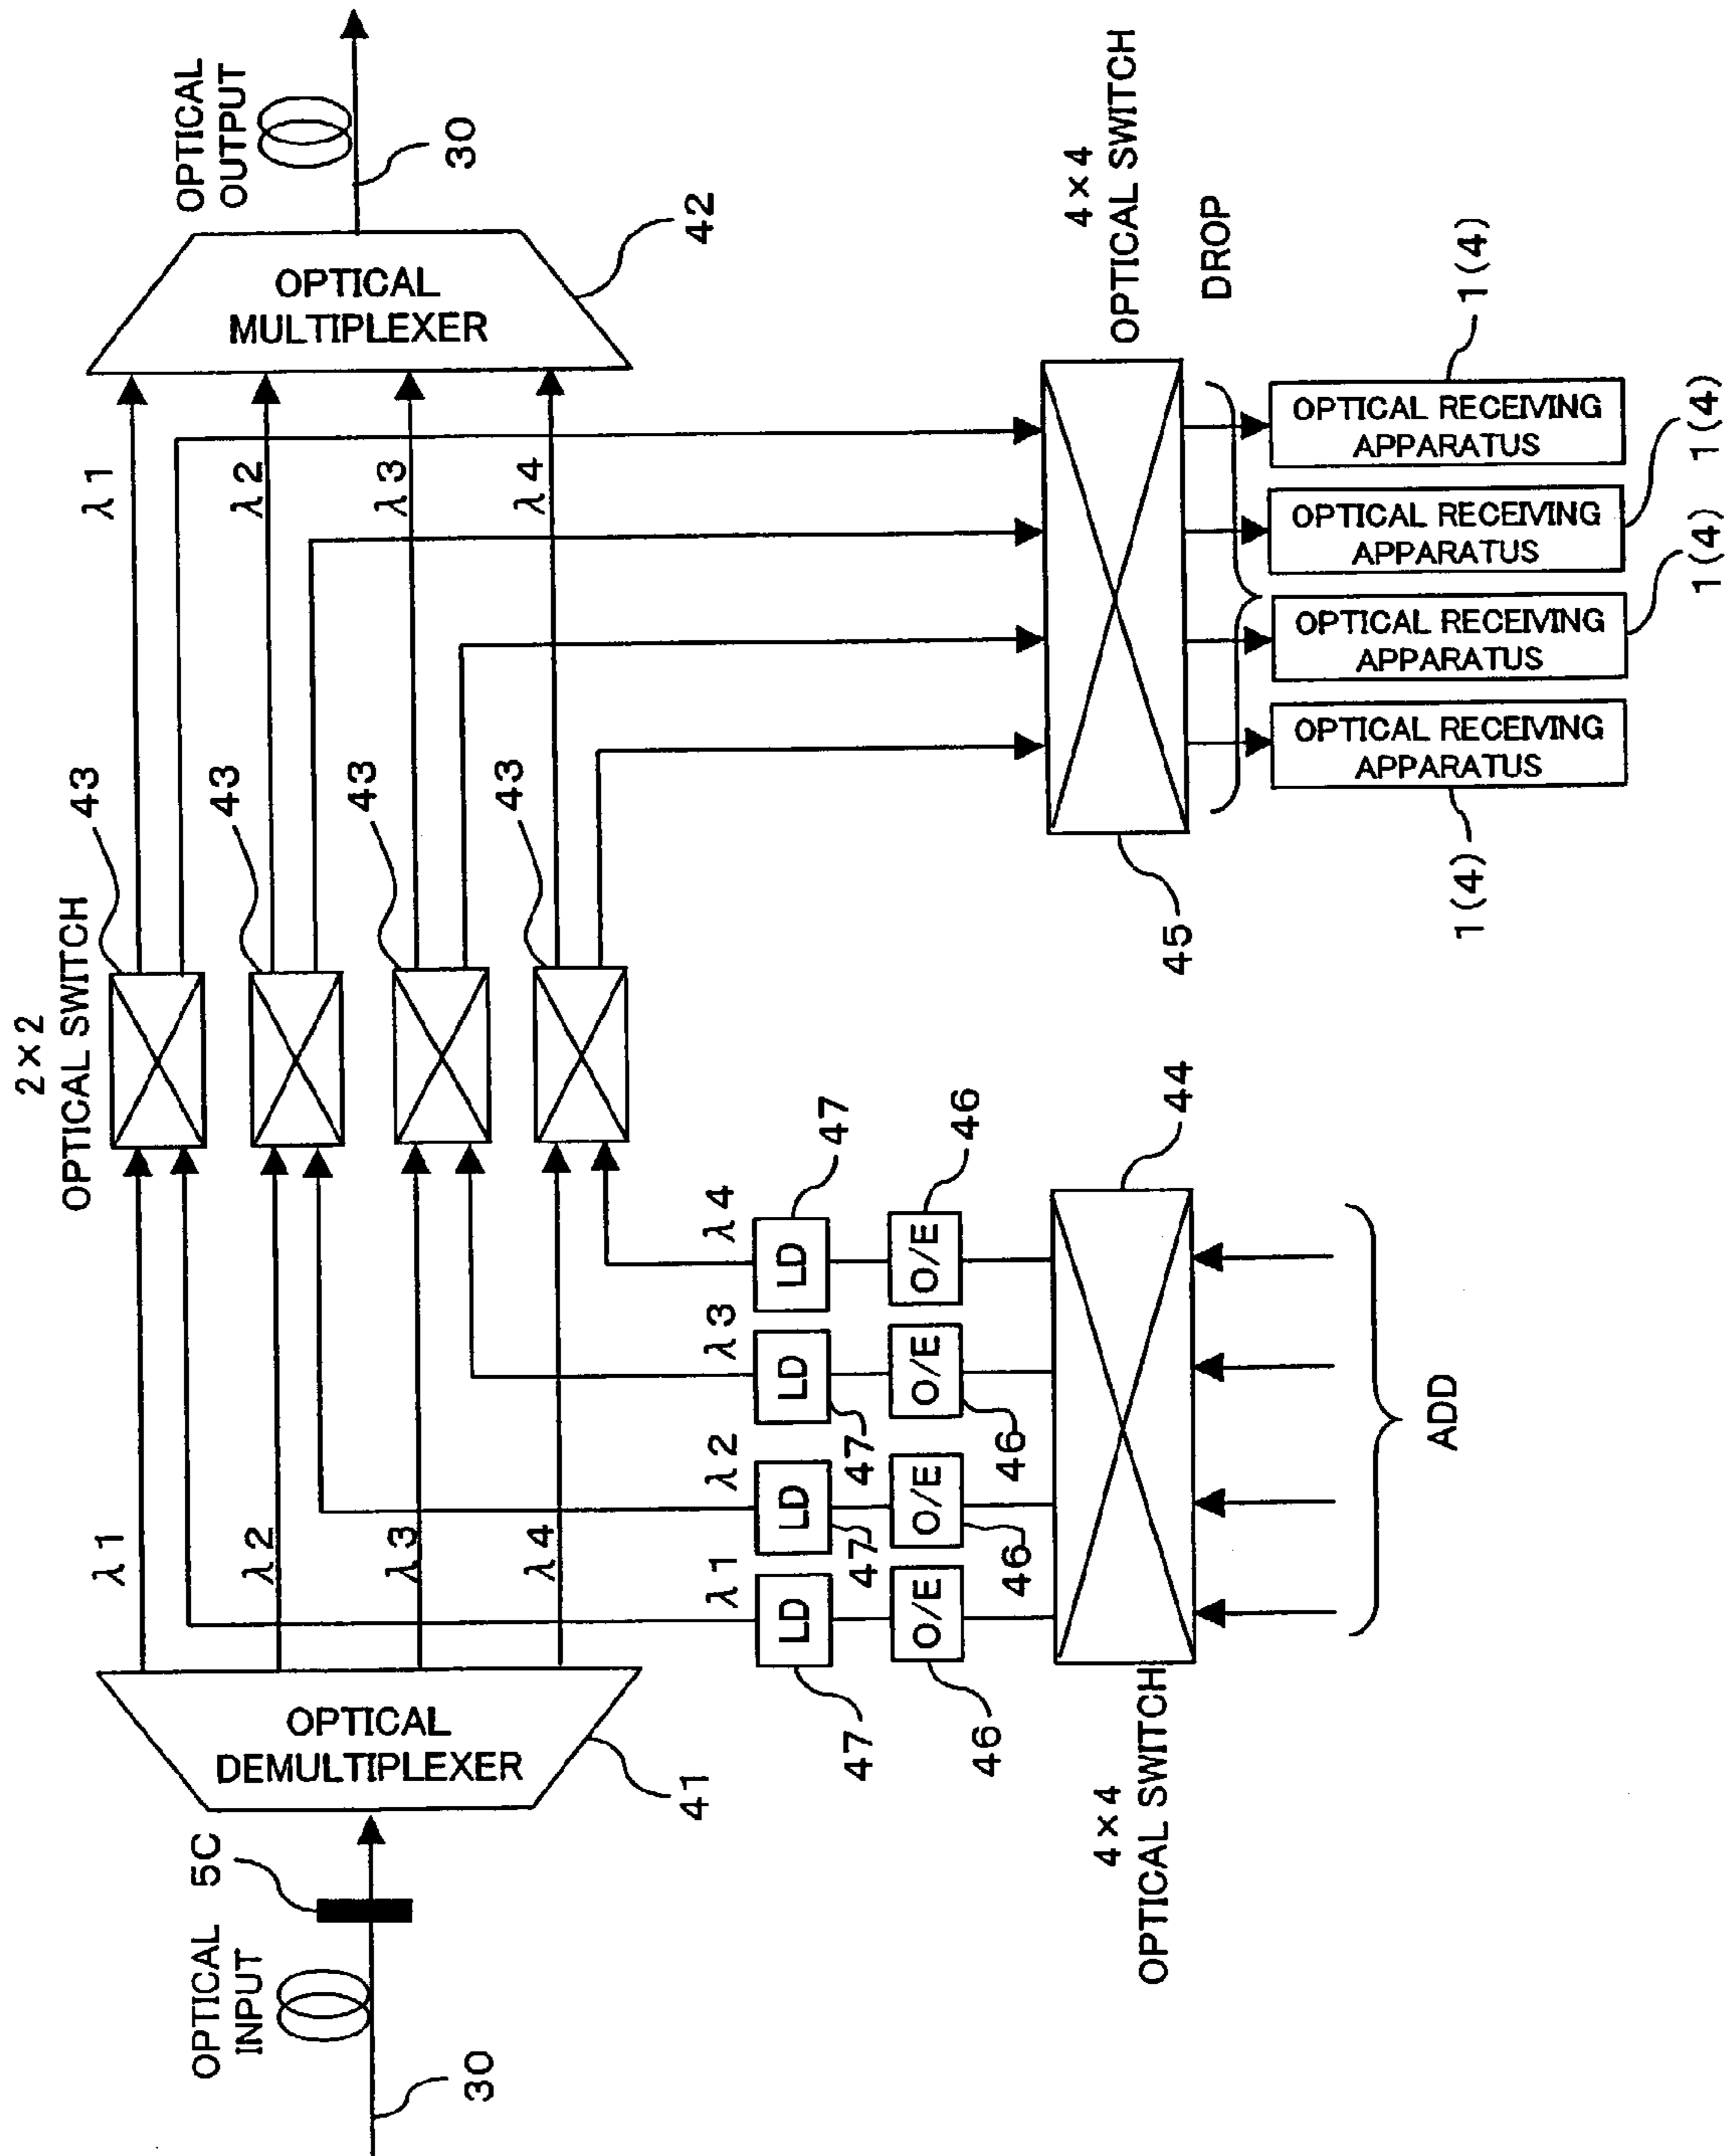 OPTICAL
INPUT
5C
30
OPTICAL
DEMULTIPLEXER
41
λ1
λ2
λ3
λ4
2×2
OPTICAL SWITCH
43
43
43
43
λ1
λ2
λ3
λ4
OPTICAL
MULTIPLEXER
42
OPTICAL
OUTPUT
30
λ1
λ2
λ3
λ4
LD
LD
LD
LD
47
47
47
47
O/E
O/E
O/E
O/E
46
46
46
46
4×4
OPTICAL SWITCH
44
ADD
4×4
OPTICAL SWITCH
45
DROP
OPTICAL RECEIVING
APPARATUS
OPTICAL RECEIVING
APPARATUS
OPTICAL RECEIVING
APPARATUS
OPTICAL RECEIVING
APPARATUS
1(4)
1(4)
1(4)
1(4)